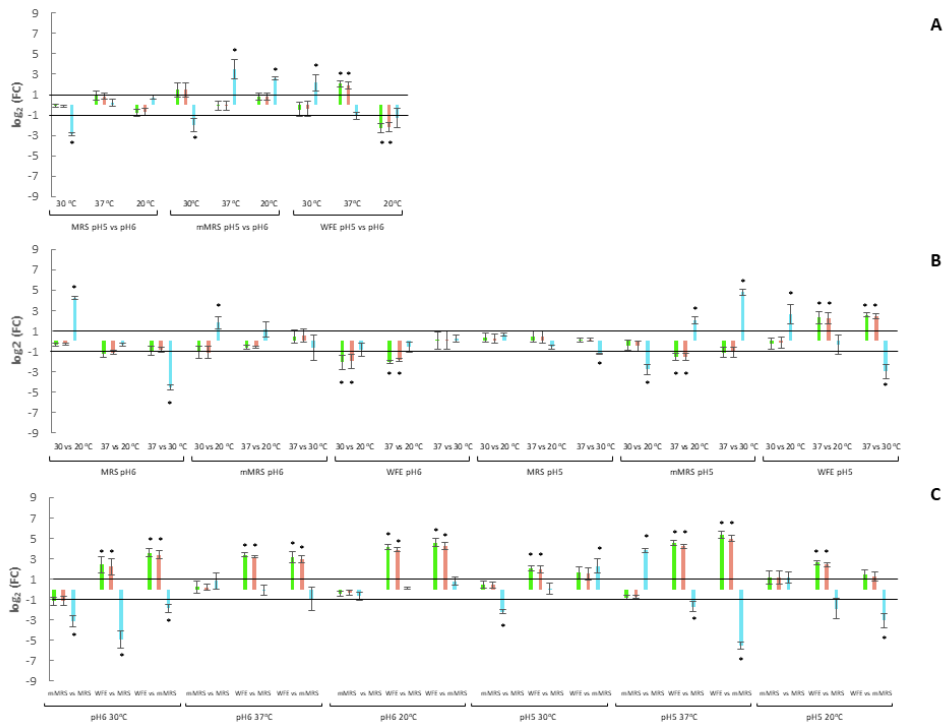 A
9
7
5
3
1
-1
-3
-5
-7
-9
log₂ (FC)
30 °C 37°C 20°C 30°C 37°C 20°C 30°C 37°C 20°C
MRS pH5 vs pH6 mMRS pH5 vs pH6 WFE pH5 vs pH6
B
9
7
5
3
1
-1
-3
-5
-7
-9
log2 (FC)
30 vs 20 °C 37 vs 20 °C 37 vs 30 °C 30 vs 20 °C 37 vs 20 °C 37 vs 30 °C 30 vs 20 °C 37 vs 20 °C 37 vs 30 °C 30 vs 20 °C 37 vs 20 °C 37 vs 30 °C 30 vs 20 °C 37 vs 20 °C 37 vs 30 °C 30 vs 20 °C 37 vs 20 °C 37 vs 30 °C
MRS pH6 mMRS pH6 WFE pH6 MRS pH5 mMRS pH5 WFE pH5
C
9
7
5
3
1
-1
-3
-5
-7
-9
log₂ (FC)
mMRS vs MRS WFE vs MRS WFE vs mMRS mMRS vs MRS WFE vs MRS WFE vs mMRS mMRS vs MRS WFE vs MRS WFE vs mMRS mMRS vs MRS WFE vs MRS WFE vs mMRS mMRS vs MRS WFE vs MRS WFE vs mMRS mMRS vs MRS WFE vs MRS WFE vs mMRS
pH6 30°C pH6 37°C pH6 20°C pH5 30°C pH5 37°C pH5 20°C